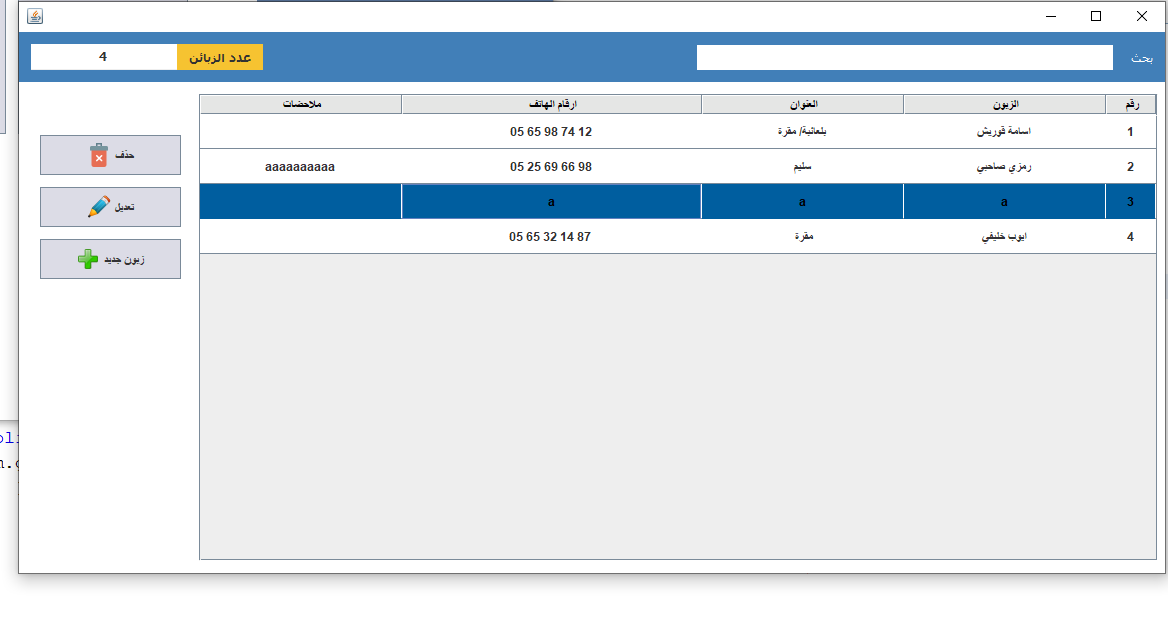 بحث
عدد الزبائن 4
رقم الزبون العنوان ارقام الهاتف ملاحضات
1 اسامة قوريش بلعائبة/ مقرة 05 65 98 74 12
2 رمزي صاحبي سليم 05 25 69 66 98 aaaaaaaaaa
3 a a a
4 ايوب خليفي مقرة 05 65 32 14 87
حذف
تعديل
زبون جديد